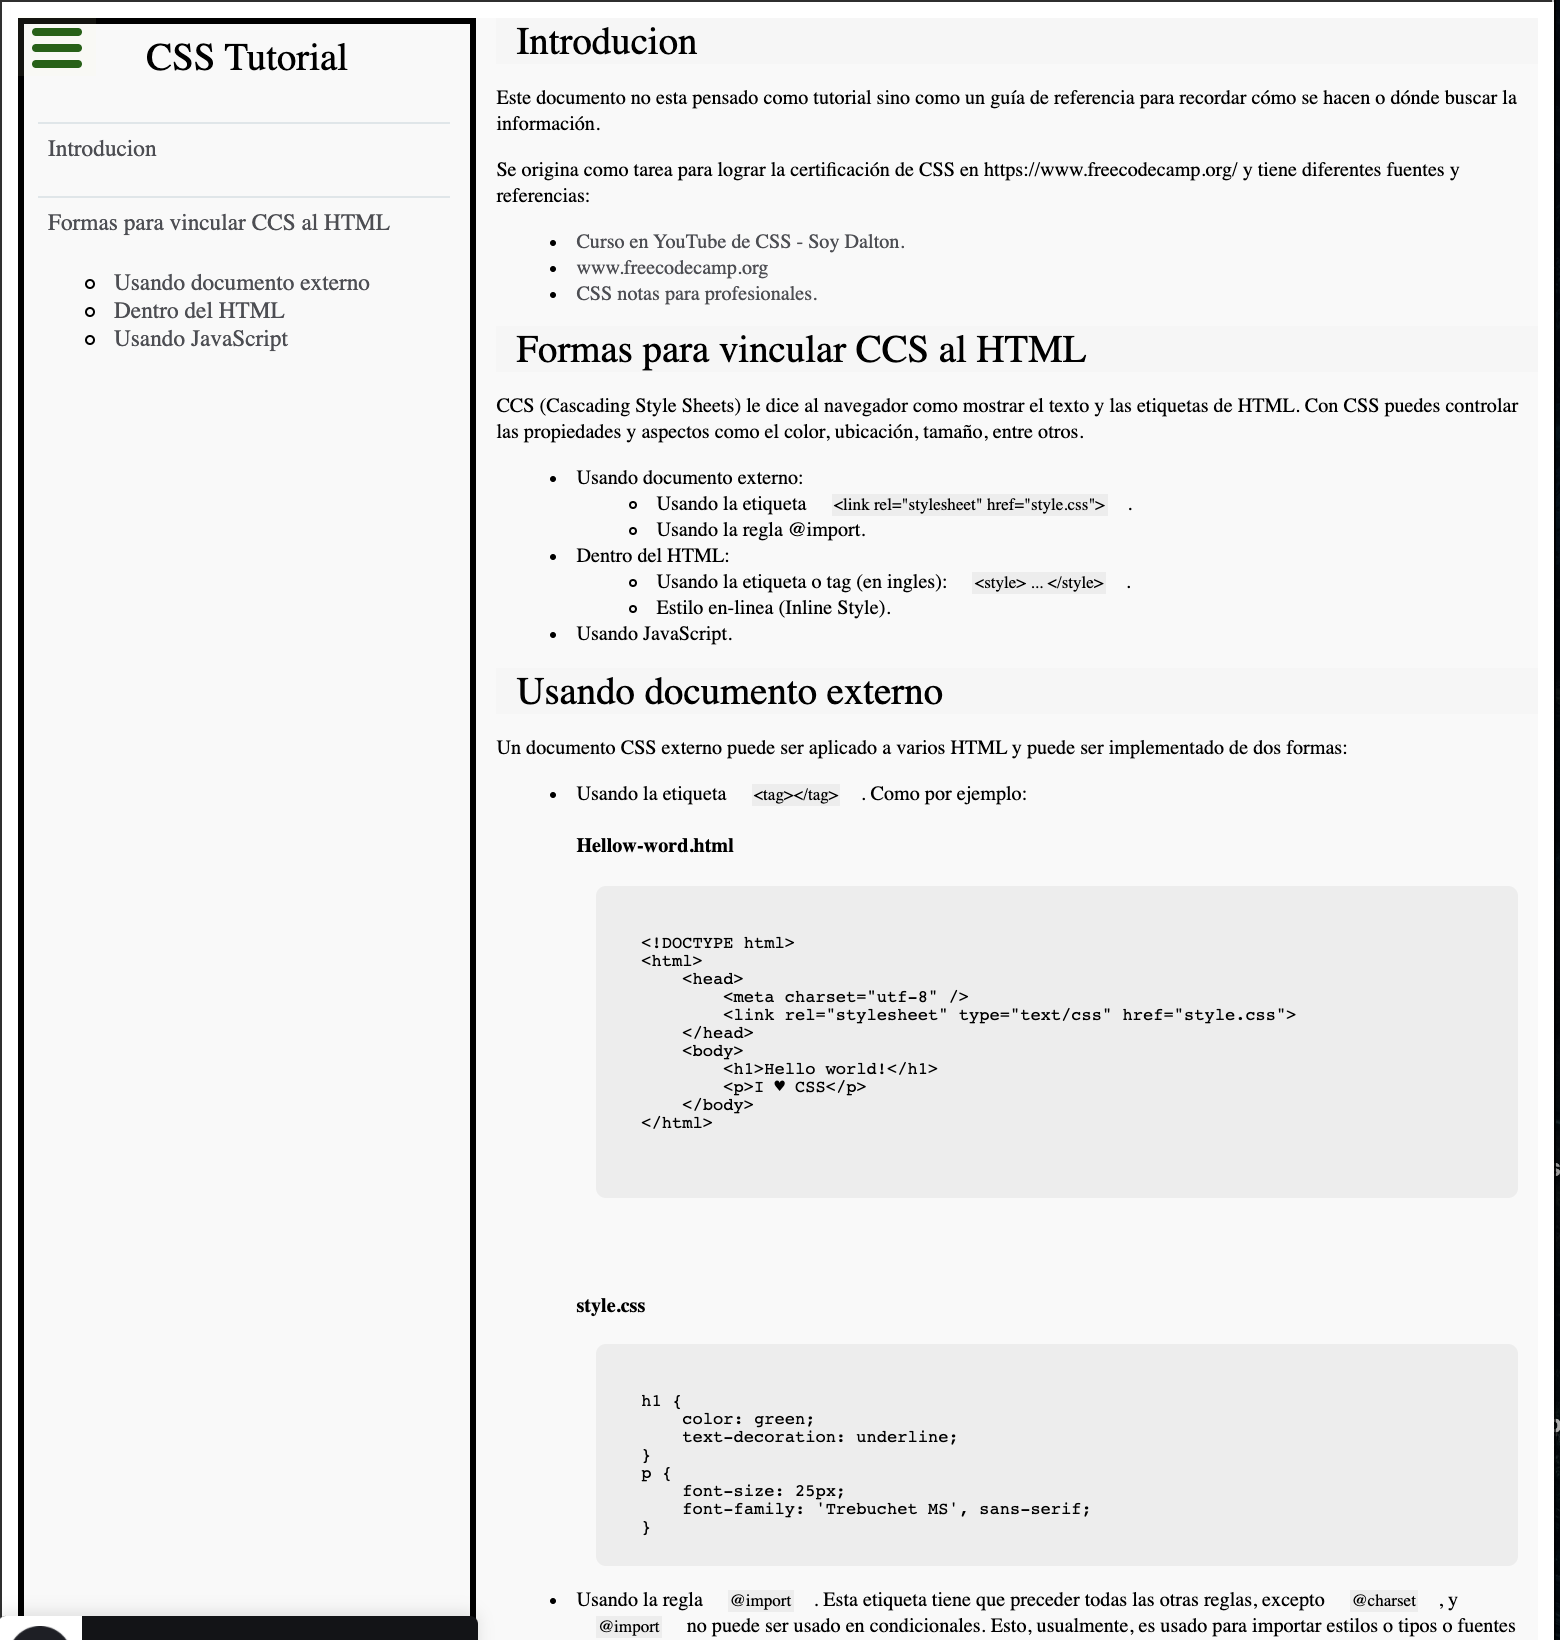 CSS Tutorial
Introducion
Formas para vincular CCS al HTML
Usando documento externo
Dentro del HTML
Usando JavaScript
Introducion
Este documento no esta pensado como tutorial sino como un guía de referencia para recordar cómo se hacen o dónde buscar la
información.
Se origina como tarea para lograr la certificación de CSS en https://www.freecodecamp.org/ y tiene diferentes fuentes y
referencias:
Curso en YouTube de CSS - Soy Dalton.
www.freecodecamp.org
CSS notas para profesionales.
Formas para vincular CCS al HTML
CCS (Cascading Style Sheets) le dice al navegador como mostrar el texto y las etiquetas de HTML. Con CSS puedes controlar
las propiedades y aspectos como el color, ubicación, tamaño, entre otros.
Usando documento externo:
Usando la etiqueta <link rel="stylesheet" href="style.css"> .
Usando la regla @import.
Dentro del HTML:
Usando la etiqueta o tag (en ingles): <style> ... </style> .
Estilo en-linea (Inline Style).
Usando JavaScript.
Usando documento externo
Un documento CSS externo puede ser aplicado a varios HTML y puede ser implementado de dos formas:
Usando la etiqueta <tag></tag> . Como por ejemplo:
Hellow-word.html
<!DOCTYPE html>
<html>
<head>
<meta charset="utf-8" />
<link rel="stylesheet" type="text/css" href="style.css">
</head>
<body>
<h1>Hello world!</h1>
<p>I ♥ CSS</p>
</body>
</html>
style.css
h1 {
color: green;
text-decoration: underline;
}
p {
font-size: 25px;
font-family: 'Trebuchet MS', sans-serif;
}
Usando la regla @import . Esta etiqueta tiene que preceder todas las otras reglas, excepto @charset , y
@import no puede ser usado en condicionales. Esto, usualmente, es usado para importar estilos o tipos o fuentes